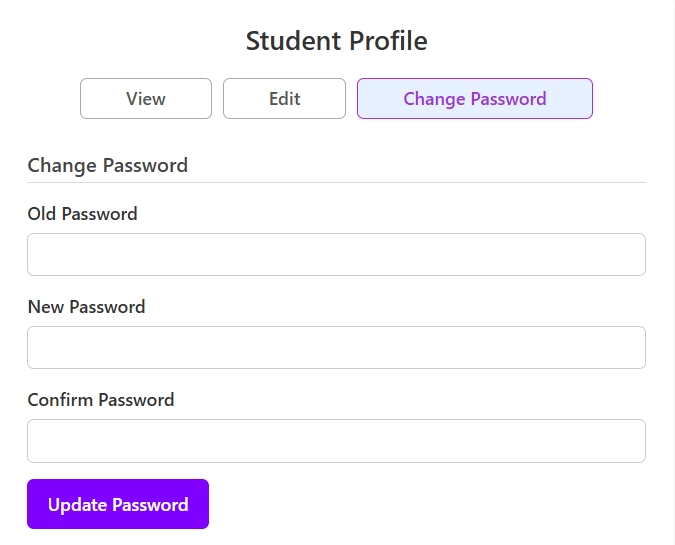 Student Profile
View Edit Change Password
Change Password
Old Password
New Password
Confirm Password
Update Password